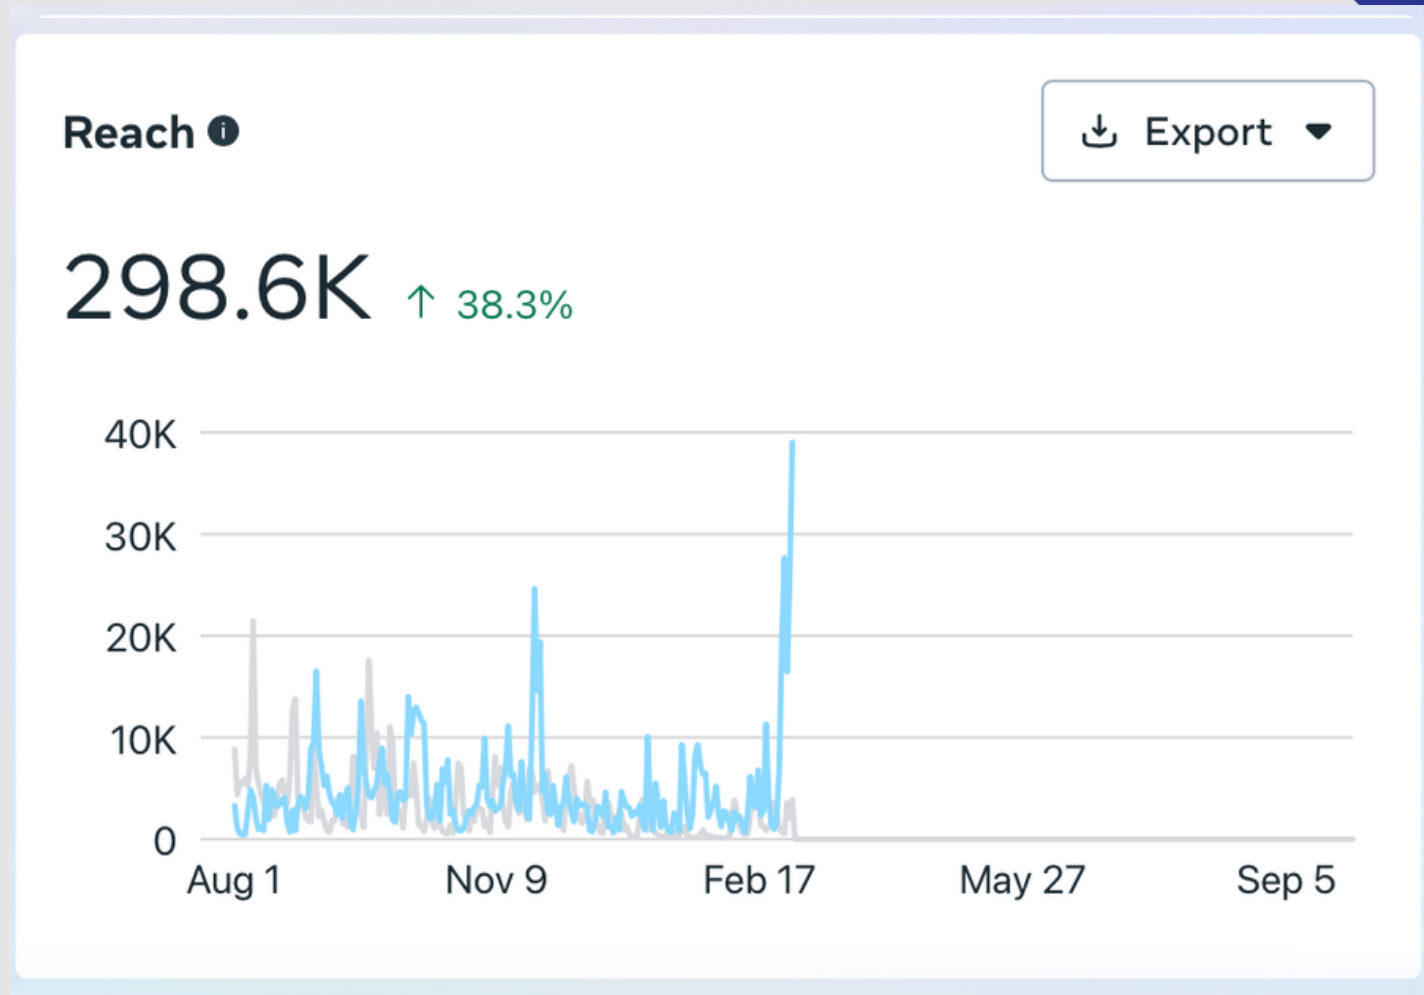 Reach
Export
298.6K ↑ 38.3%
40K
30K
20K
10K
0
Aug 1 Nov 9 Feb 17 May 27 Sep 5